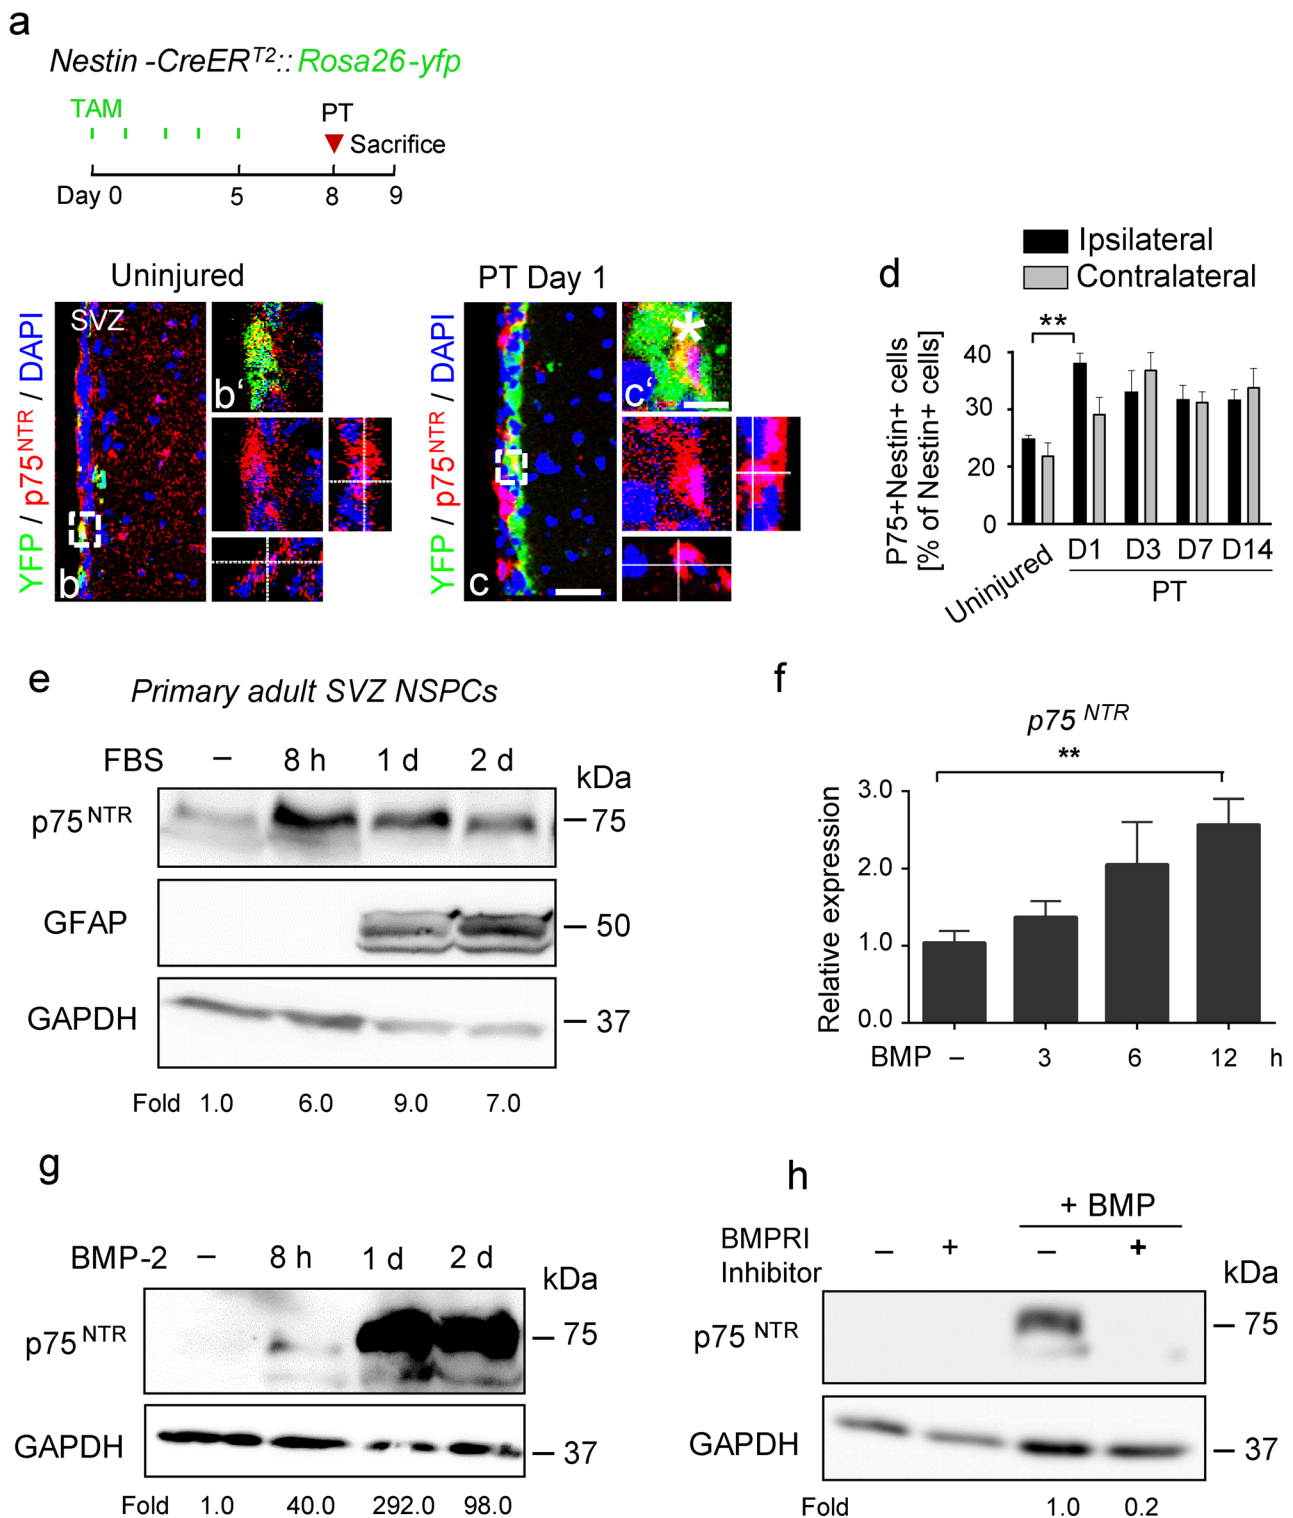 a
Nestin -CreER^T2:: Rosa26-yfp
TAM
PT
Sacrifice
Day 0 5 8 9
Uninjured
SVZ
YFP / p75^NTR / DAPI
b
b'
PT Day 1
YFP / p75^NTR / DAPI
c
c'
*
d
Ipsilateral
Contralateral
**
P75+Nestin+ cells
[% of Nestin+ cells]
40
30
20
0
Uninjured D1 D3 D7 D14
PT
e
Primary adult SVZ NSPCs
FBS – 8 h 1 d 2 d
kDa
p75^NTR – 75
GFAP – 50
GAPDH – 37
Fold 1.0 6.0 9.0 7.0
f
p75^NTR
**
Relative expression
3.0
2.0
1.0
0.0
BMP – 3 6 12 h
g
BMP-2 – 8 h 1 d 2 d
kDa
p75^NTR – 75
GAPDH – 37
Fold 1.0 40.0 292.0 98.0
h
+ BMP
BMPRI
Inhibitor – + – +
kDa
p75^NTR – 75
GAPDH – 37
Fold 1.0 0.2